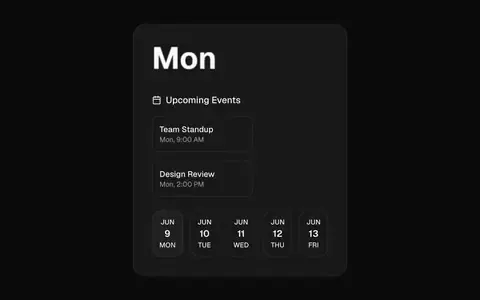 Mon
Upcoming Events
Team Standup
Mon, 9:00 AM
Design Review
Mon, 2:00 PM
JUN JUN JUN JUN JUN
9 10 11 12 13
MON TUE WED THU FRI